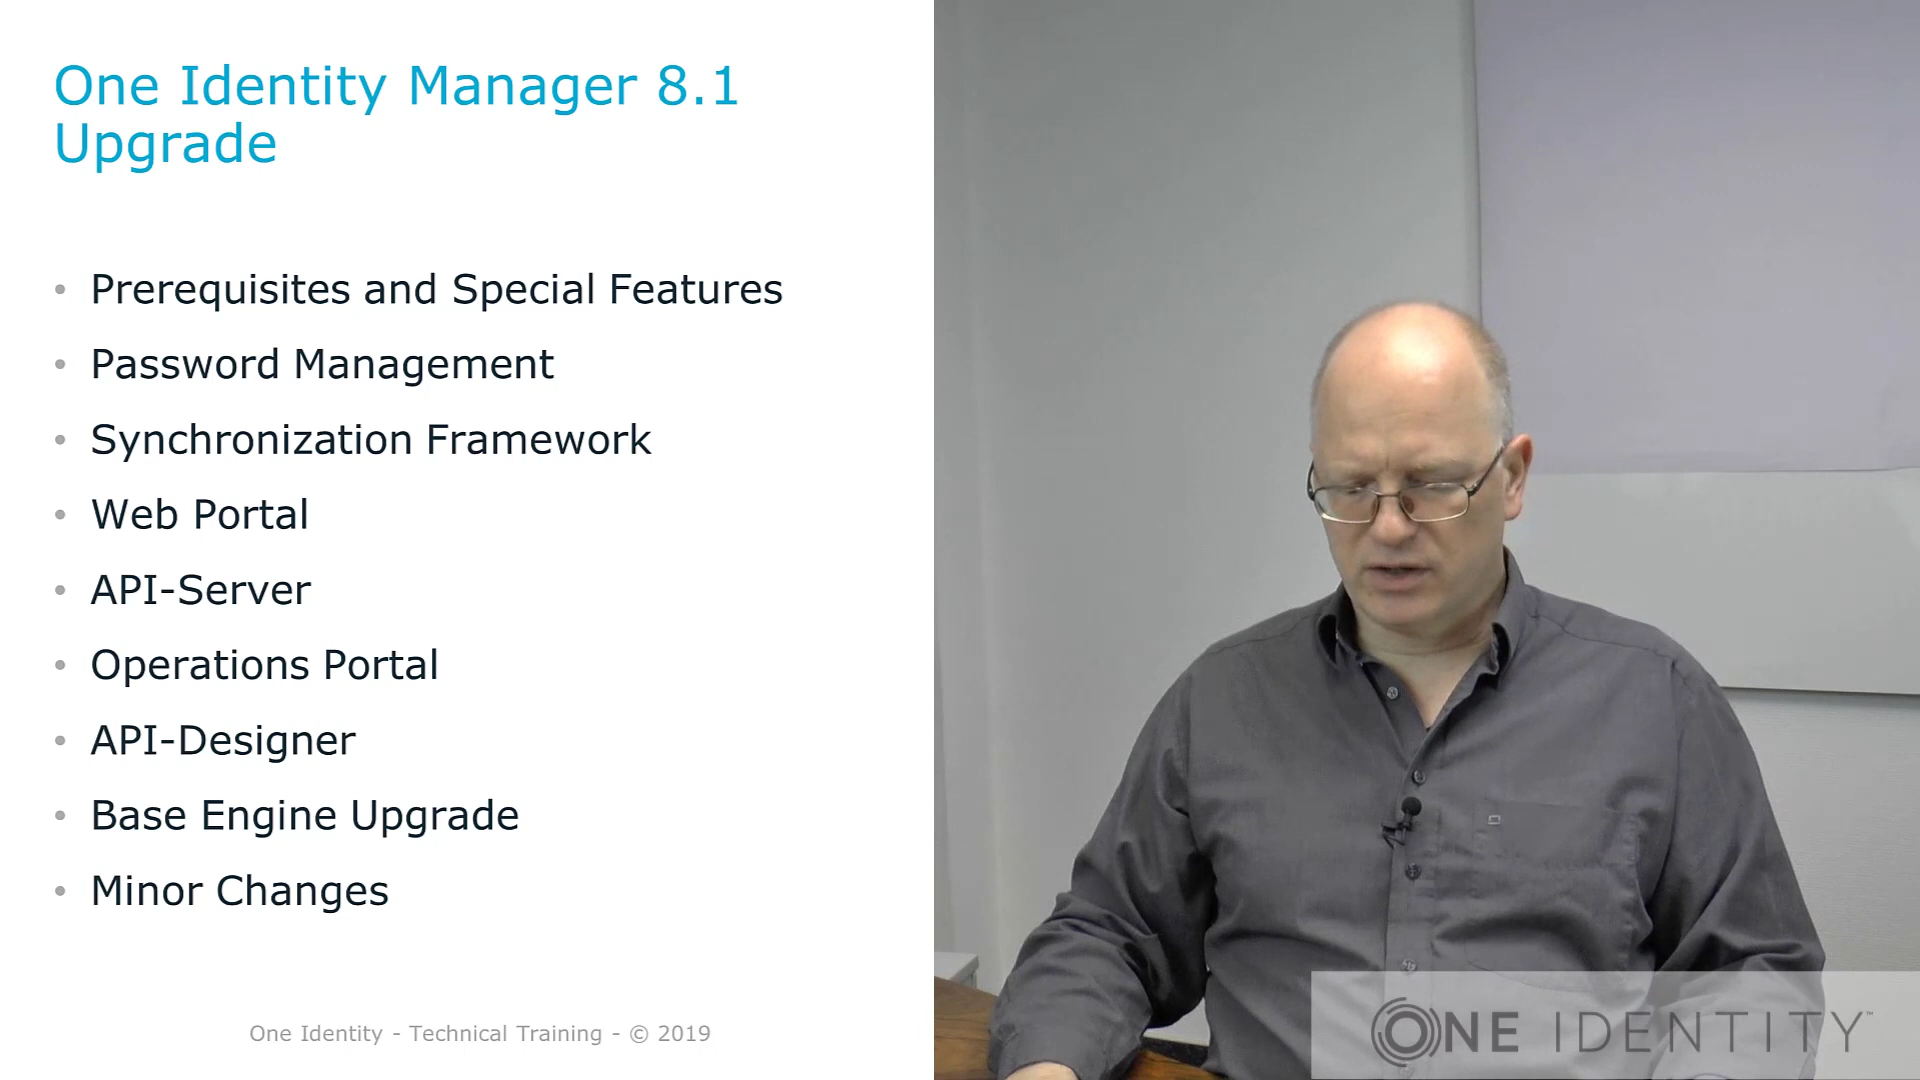 One Identity Manager 8.1
Upgrade
• Prerequisites and Special Features
• Password Management
• Synchronization Framework
• Web Portal
• API-Server
• Operations Portal
• API-Designer
• Base Engine Upgrade
• Minor Changes
One Identity - Technical Training - © 2019
ONE IDENTITY™